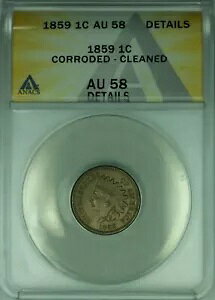 1859 1C AU 58 DETAILS
1859 1C
CORRODED - CLEANED
AU 58
DETAILS
ANACS